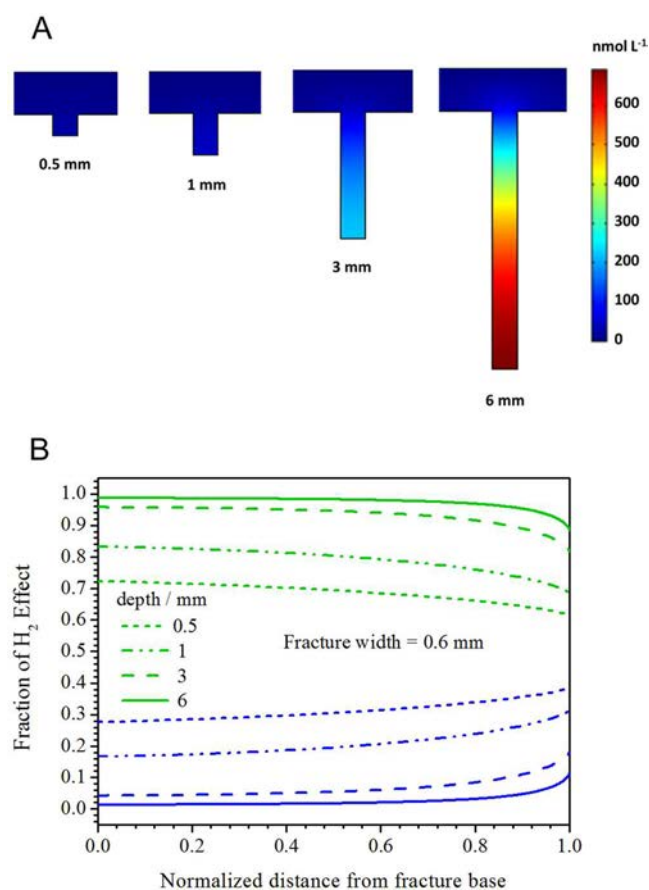 A
nmol L⁻¹
600
500
400
300
200
100
0
0.5 mm
1 mm
3 mm
6 mm
B
Fraction of H₂ Effect
1.0
0.9
0.8
0.7
0.6
0.5
0.4
0.3
0.2
0.1
0.0
depth / mm
0.5
1
3
6
Fracture width = 0.6 mm
0.0 0.2 0.4 0.6 0.8 1.0
Normalized distance from fracture base